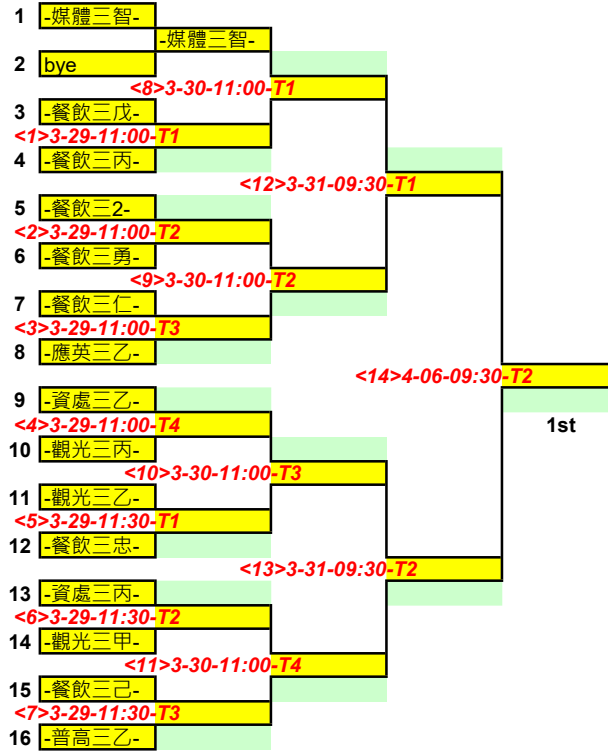 1 -媒體三智-
-媒體三智-
2 bye
<8>3-30-11:00-T1
3 -餐飲三戊-
<1>3-29-11:00-T1
4 -餐飲三丙-
<12>3-31-09:30-T1
5 -餐飲三2-
<2>3-29-11:00-T2
6 -餐飲三勇-
<9>3-30-11:00-T2
7 -餐飲三仁-
<3>3-29-11:00-T3
8 -應英三乙-
<14>4-06-09:30-T2
9 -資處三乙-
<4>3-29-11:00-T4
1st
10 -觀光三丙-
<10>3-30-11:00-T3
11 -觀光三乙-
<5>3-29-11:30-T1
12 -餐飲三忠-
<13>3-31-09:30-T2
13 -資處三丙-
<6>3-29-11:30-T2
14 -觀光三甲-
<11>3-30-11:00-T4
15 -餐飲三己-
<7>3-29-11:30-T3
16 -普高三乙-